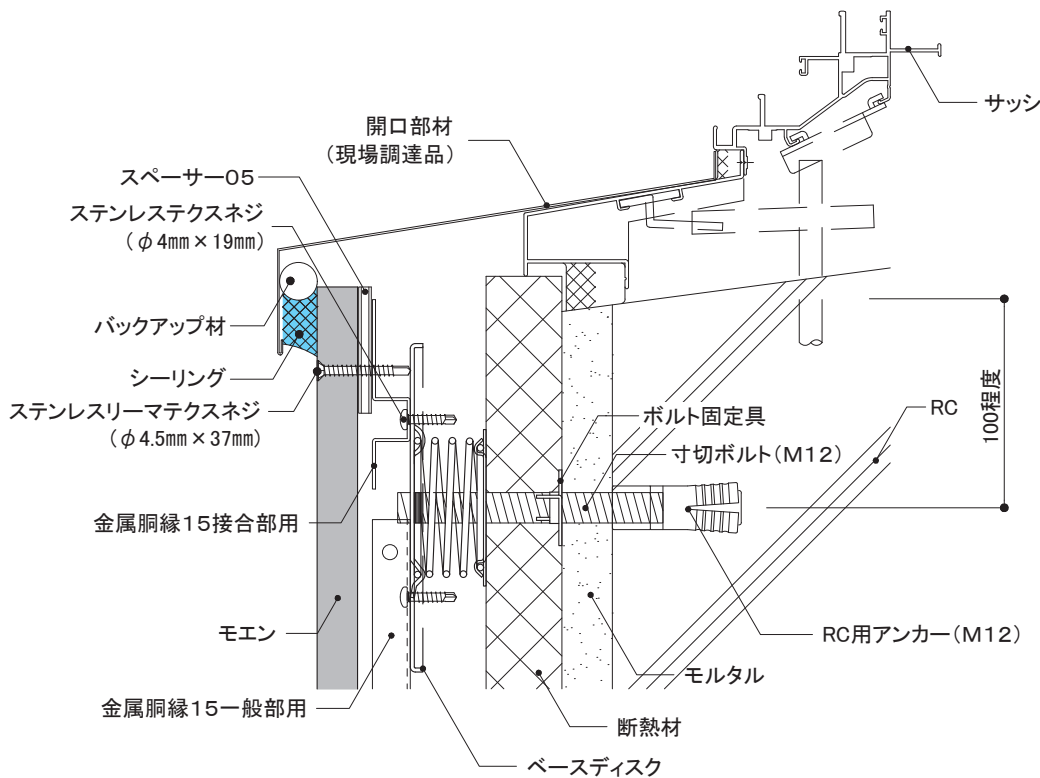 サッシ
開口部材
（現場調達品）
スペーサー05
ステンレステクスネジ
（φ4mm×19mm）
バックアップ材
シーリング
ステンレスリーマテクスネジ
（φ4.5mm×37mm）
ボルト固定具
RC
寸切ボルト（M12）
100程度
金属胴縁15接合部用
モエン
RC用アンカー（M12）
モルタル
金属胴縁15一般部用
断熱材
ベースディスク